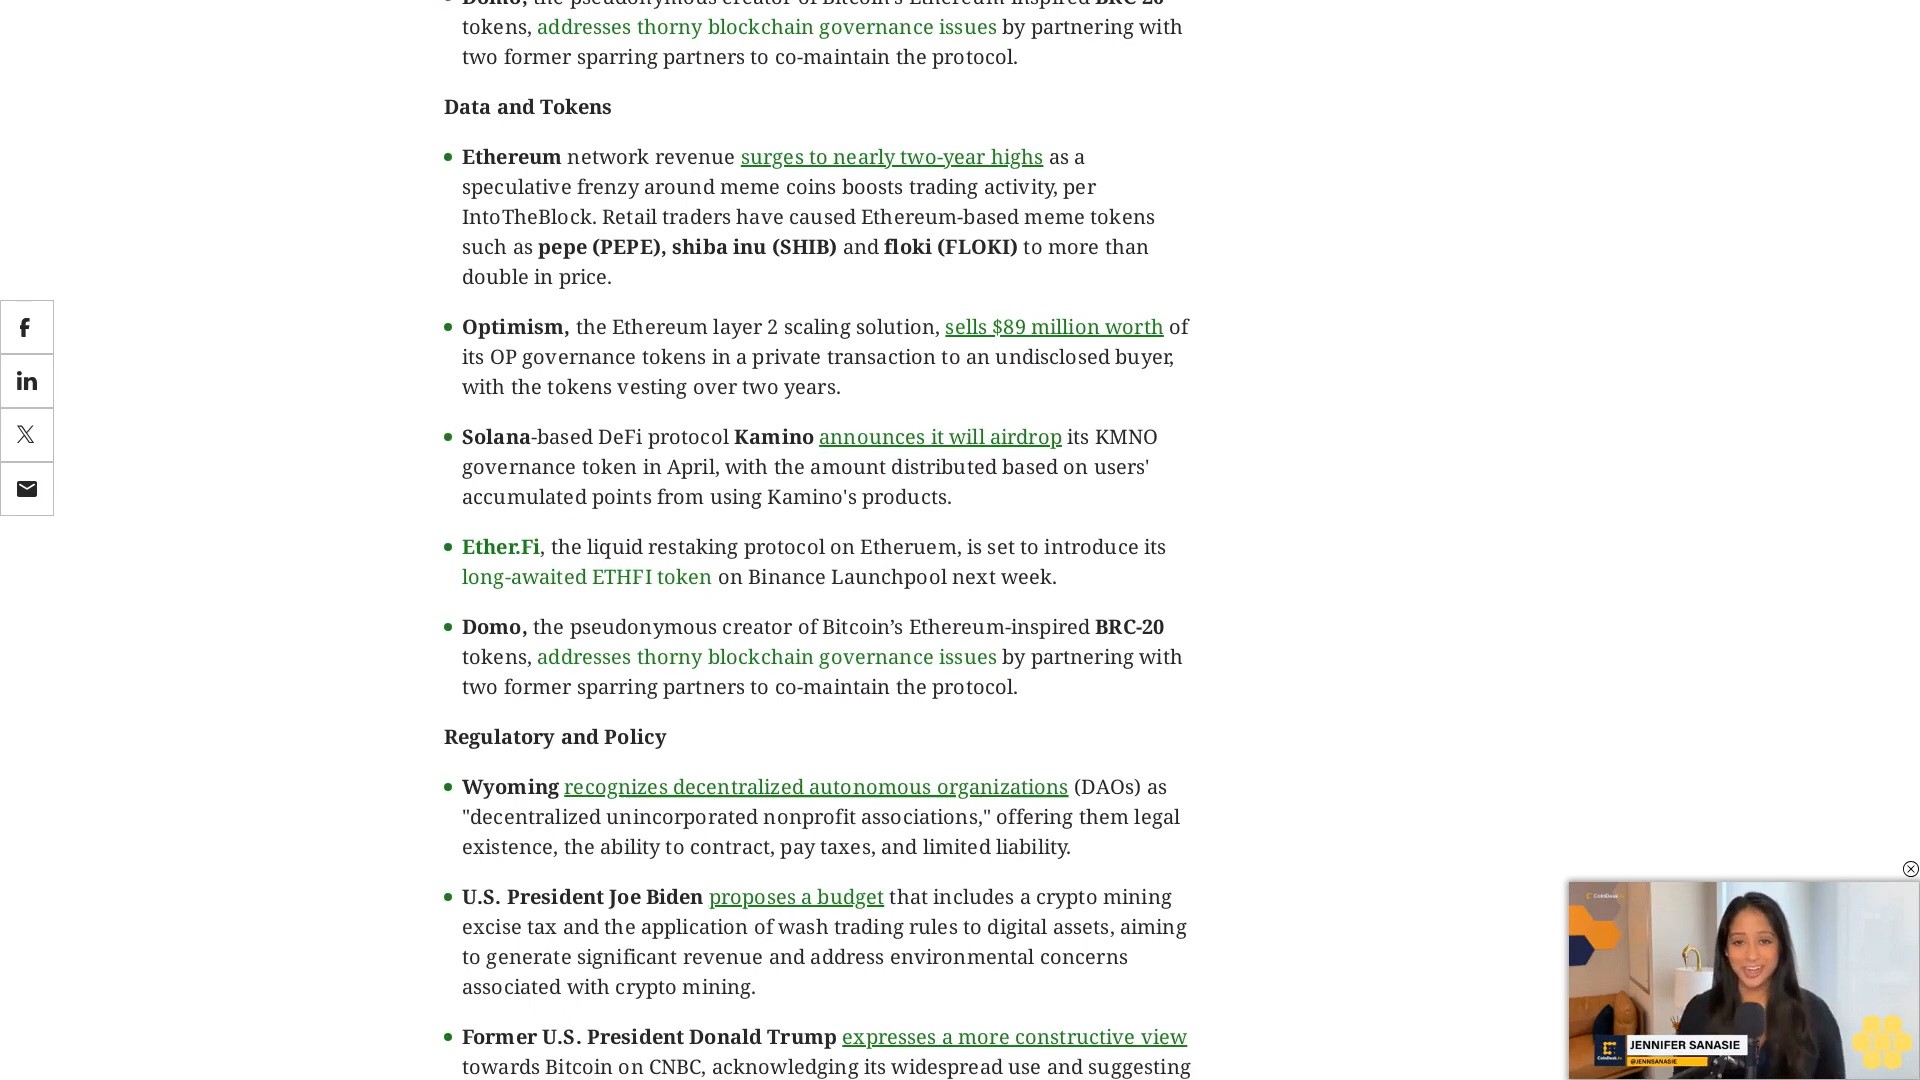 Domo, the pseudonymous creator of Bitcoin's Ethereum-inspired BRC-20
tokens, addresses thorny blockchain governance issues by partnering with
two former sparring partners to co-maintain the protocol.
Data and Tokens
Ethereum network revenue surges to nearly two-year highs as a
speculative frenzy around meme coins boosts trading activity, per
IntoTheBlock. Retail traders have caused Ethereum-based meme tokens
such as pepe (PEPE), shiba inu (SHIB) and floki (FLOKI) to more than
double in price.
Optimism, the Ethereum layer 2 scaling solution, sells $89 million worth of
its OP governance tokens in a private transaction to an undisclosed buyer,
with the tokens vesting over two years.
Solana-based DeFi protocol Kamino announces it will airdrop its KMNO
governance token in April, with the amount distributed based on users'
accumulated points from using Kamino's products.
Ether.Fi, the liquid restaking protocol on Etheruem, is set to introduce its
long-awaited ETHFI token on Binance Launchpool next week.
Domo, the pseudonymous creator of Bitcoin’s Ethereum-inspired BRC-20
tokens, addresses thorny blockchain governance issues by partnering with
two former sparring partners to co-maintain the protocol.
Regulatory and Policy
Wyoming recognizes decentralized autonomous organizations (DAOs) as
"decentralized unincorporated nonprofit associations," offering them legal
existence, the ability to contract, pay taxes, and limited liability.
U.S. President Joe Biden proposes a budget that includes a crypto mining
excise tax and the application of wash trading rules to digital assets, aiming
to generate significant revenue and address environmental concerns
associated with crypto mining.
Former U.S. President Donald Trump expresses a more constructive view
towards Bitcoin on CNBC, acknowledging its widespread use and suggesting
CoinDesk
JENNIFER SANASIE
CoinDesk
@JENNSANASIE